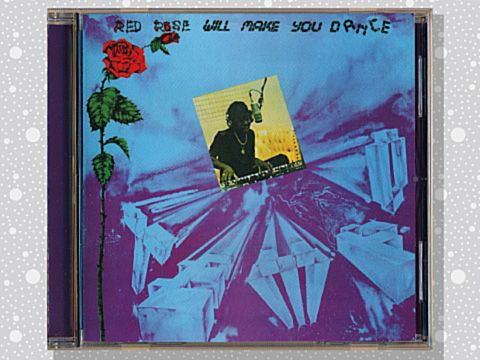 RED ROSE WILL MAKE YOU DANCE